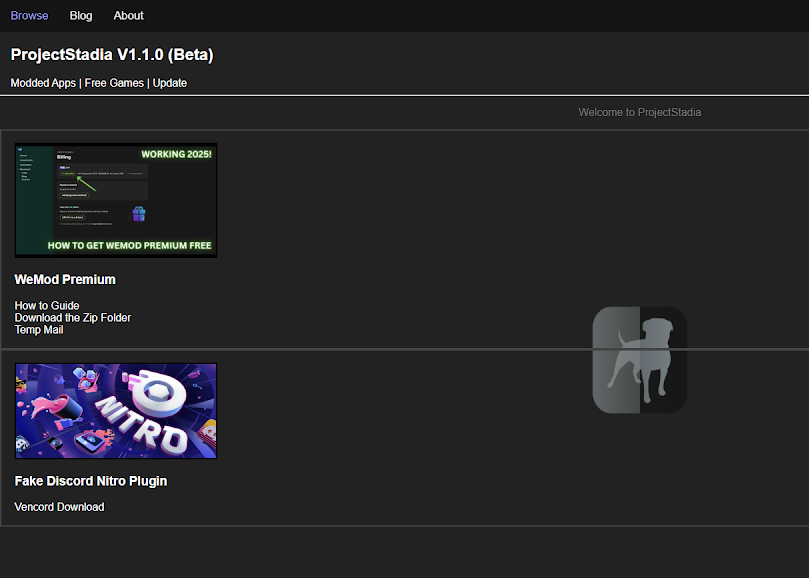 Browse Blog About
ProjectStadia V1.1.0 (Beta)
Modded Apps | Free Games | Update
Welcome to ProjectStadia
WORKING 2025!
Billing
HOW TO GET WEMOD PREMIUM FREE
WeMod Premium
How to Guide
Download the Zip Folder
Temp Mail
NITRO
Fake Discord Nitro Plugin
Vencord Download